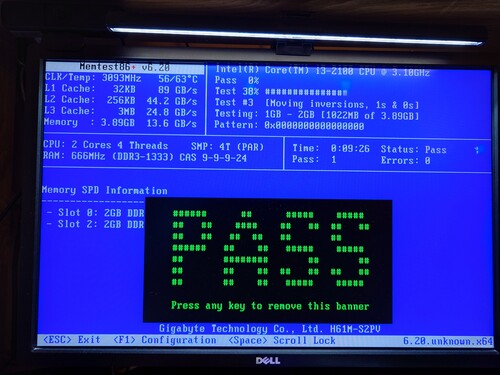 Memtest86+ v6.20
Intel(R) Core(TM) i3-2100 CPU @ 3.10GHz
CLK/Temp: 3093MHz 56/63°C
Pass 0%
L1 Cache: 32KB 89 GB/s
Test 38% ###############
L2 Cache: 256KB 44.2 GB/s
Test #3 [Moving inversions, 1s & 0s]
L3 Cache: 3MB 24.8 GB/s
Testing: 1GB - 2GB [1022MB of 3.89GB]
Memory : 3.89GB 13.6 GB/s
Pattern: 0x0000000000000000
CPU: 2 Cores 4 Threads SMP: 4T (PAR)
Time: 0:09:26 Status: Pass
RAM: 666MHz (DDR3-1333) CAS 9-9-9-24
Pass: 1 Errors: 0
Memory SPD Information
- Slot 0: 2GB DDR
- Slot 2: 2GB DDR
PASS
Press any key to remove this banner
Gigabyte Technology Co., Ltd. H61M-S2PV
<ESC> Exit <F1> Configuration <Space> Scroll Lock 6.20.unknown.x64
DELL